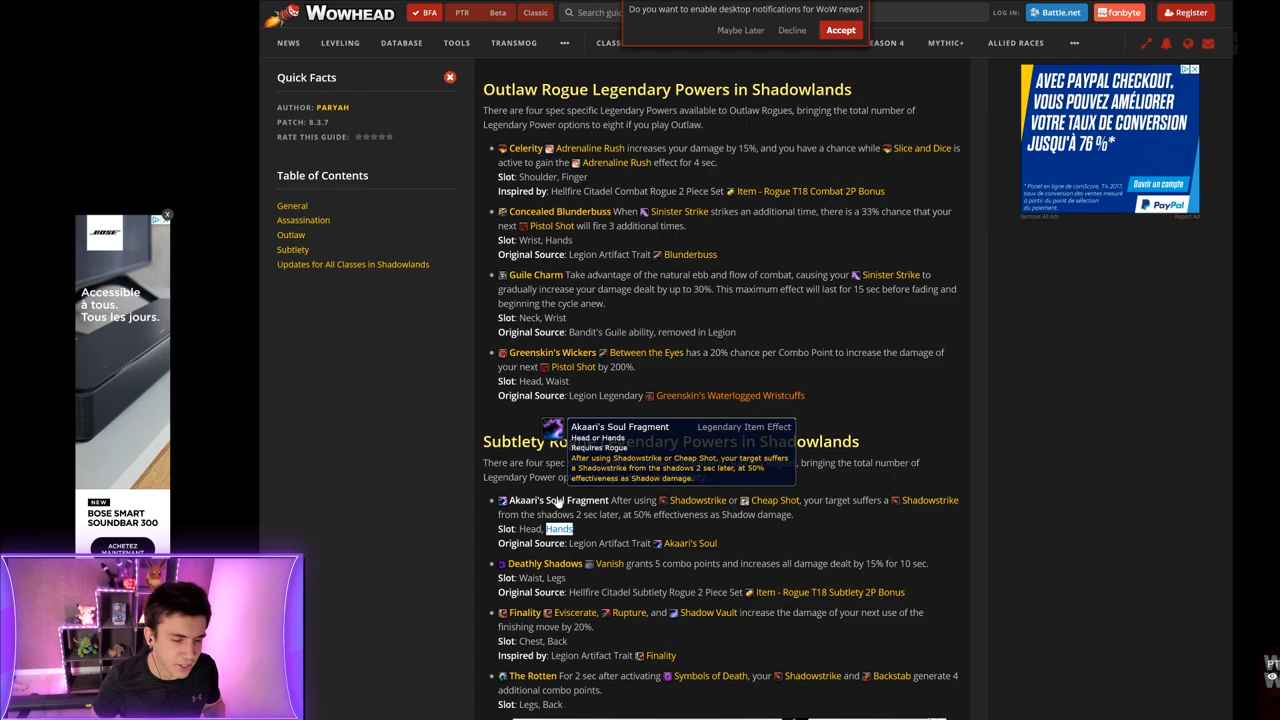 WOWHEAD
BFA
PTR
Beta
Classic
Search guid
Do you want to enable desktop notifications for WoW news?
Maybe Later
Decline
Accept
LOG IN:
Battle.net
fanbyte
Register
NEWS
LEVELING
DATABASE
TOOLS
TRANSMOG
•••
CLASS
EASON 4
MYTHIC+
ALLIED RACES
•••
Quick Facts
AUTHOR: PARYAH
PATCH: 8.3.7
RATE THIS GUIDE:
Table of Contents
General
Assassination
Outlaw
Subtlety
Updates for All Classes in Shadowlands
Outlaw Rogue Legendary Powers in Shadowlands
There are four spec specific Legendary Powers available to Outlaw Rogues, bringing the total number of
Legendary Power options to eight if you play Outlaw.
• Celerity Adrenaline Rush increases your damage by 15%, and you have a chance while Slice and Dice is
active to gain the Adrenaline Rush effect for 4 sec.
Slot: Shoulder, Finger
Inspired by: Hellfire Citadel Combat Rogue 2 Piece Set Item - Rogue T18 Combat 2P Bonus
• Concealed Blunderbuss When Sinister Strike strikes an additional time, there is a 33% chance that your
next Pistol Shot will fire 3 additional times.
Slot: Wrist, Hands
Original Source: Legion Artifact Trait Blunderbuss
• Guile Charm Take advantage of the natural ebb and flow of combat, causing your Sinister Strike to
gradually increase your damage dealt by up to 30%. This maximum effect will last for 15 sec before fading and
beginning the cycle anew.
Slot: Neck, Wrist
Original Source: Bandit's Guile ability, removed in Legion
• Greenskin's Wickers Between the Eyes has a 20% chance per Combo Point to increase the damage of
your next Pistol Shot by 200%.
Slot: Head, Waist
Original Source: Legion Legendary Greenskin's Waterlogged Wristcuffs
Akaari's Soul Fragment Legendary Item Effect
Head or Hands
Requires Rogue
After using Shadowstrike or Cheap Shot, your target suffers
a Shadowstrike from the shadows 2 sec later, at 50%
effectiveness as Shadow damage.
Subtlety Ro Legendary Powers in Shadowlands
There are four spec , bringing the total number of
Legendary Power op
• Akaari's Soul Fragment After using Shadowstrike or Cheap Shot, your target suffers a Shadowstrike
from the shadows 2 sec later, at 50% effectiveness as Shadow damage.
Slot: Head, Hands
Original Source: Legion Artifact Trait Akaari's Soul
• Deathly Shadows Vanish grants 5 combo points and increases all damage dealt by 15% for 10 sec.
Slot: Waist, Legs
Original Source: Hellfire Citadel Subtlety Rogue 2 Piece Set Item - Rogue T18 Subtlety 2P Bonus
• Finality Eviscerate, Rupture, and Shadow Vault increase the damage of your next use of the
finishing move by 20%.
Slot: Chest, Back
Inspired by: Legion Artifact Trait Finality
• The Rotten For 2 sec after activating Symbols of Death, your Shadowstrike and Backstab generate 4
additional combo points.
Slot: Legs, Back
AVEC PAYPAL CHECKOUT,
VOUS POUVEZ AMÉLIORER
VOTRE TAUX DE CONVERSION
JUSQU'À 76 %*
Ouvrir un compte
PayPal
Remove All Ads
Report Ad
BOSE
Accessible
à tous.
Tous les jours.
NEW
BOSE SMART
SOUNDBAR 300
ACHETEZ
MAINTENANT
PT